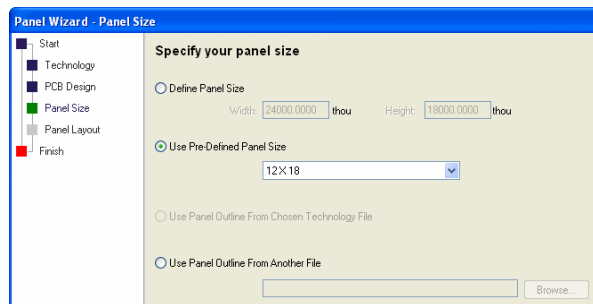 Panel Wizard - Panel Size
Start
Technology
PCB Design
Panel Size
Panel Layout
Finish
Specify your panel size
Define Panel Size
Width: 24000.0000 thou Height: 18000.0000 thou
Use Pre-Defined Panel Size
12X18
Use Panel Outline From Chosen Technology File
Use Panel Outline From Another File
Browse...